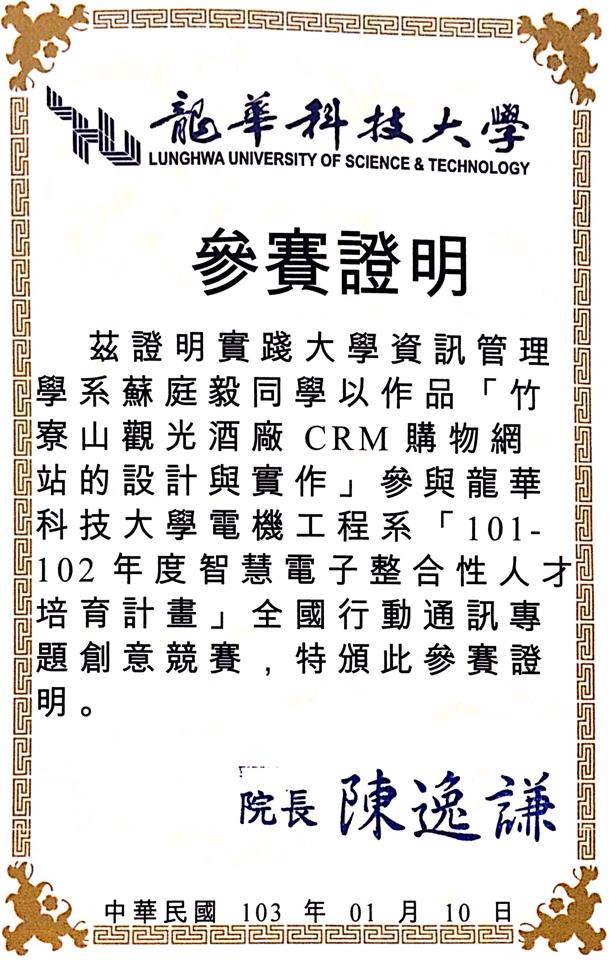 龍華科技大學
LUNGHWA UNIVERSITY OF SCIENCE & TECHNOLOGY
參賽證明
茲證明實踐大學資訊管理
學系蘇庭毅同學以作品「竹
寮山觀光酒廠 CRM 購物網
站的設計與實作」參與龍華
科技大學電機工程系「101-
102 年度智慧電子整合性人才
培育計畫」全國行動通訊專
題創意競賽，特頒此參賽證
明。
院長 陳逸謙
中華民國 103 年 01 月 10 日